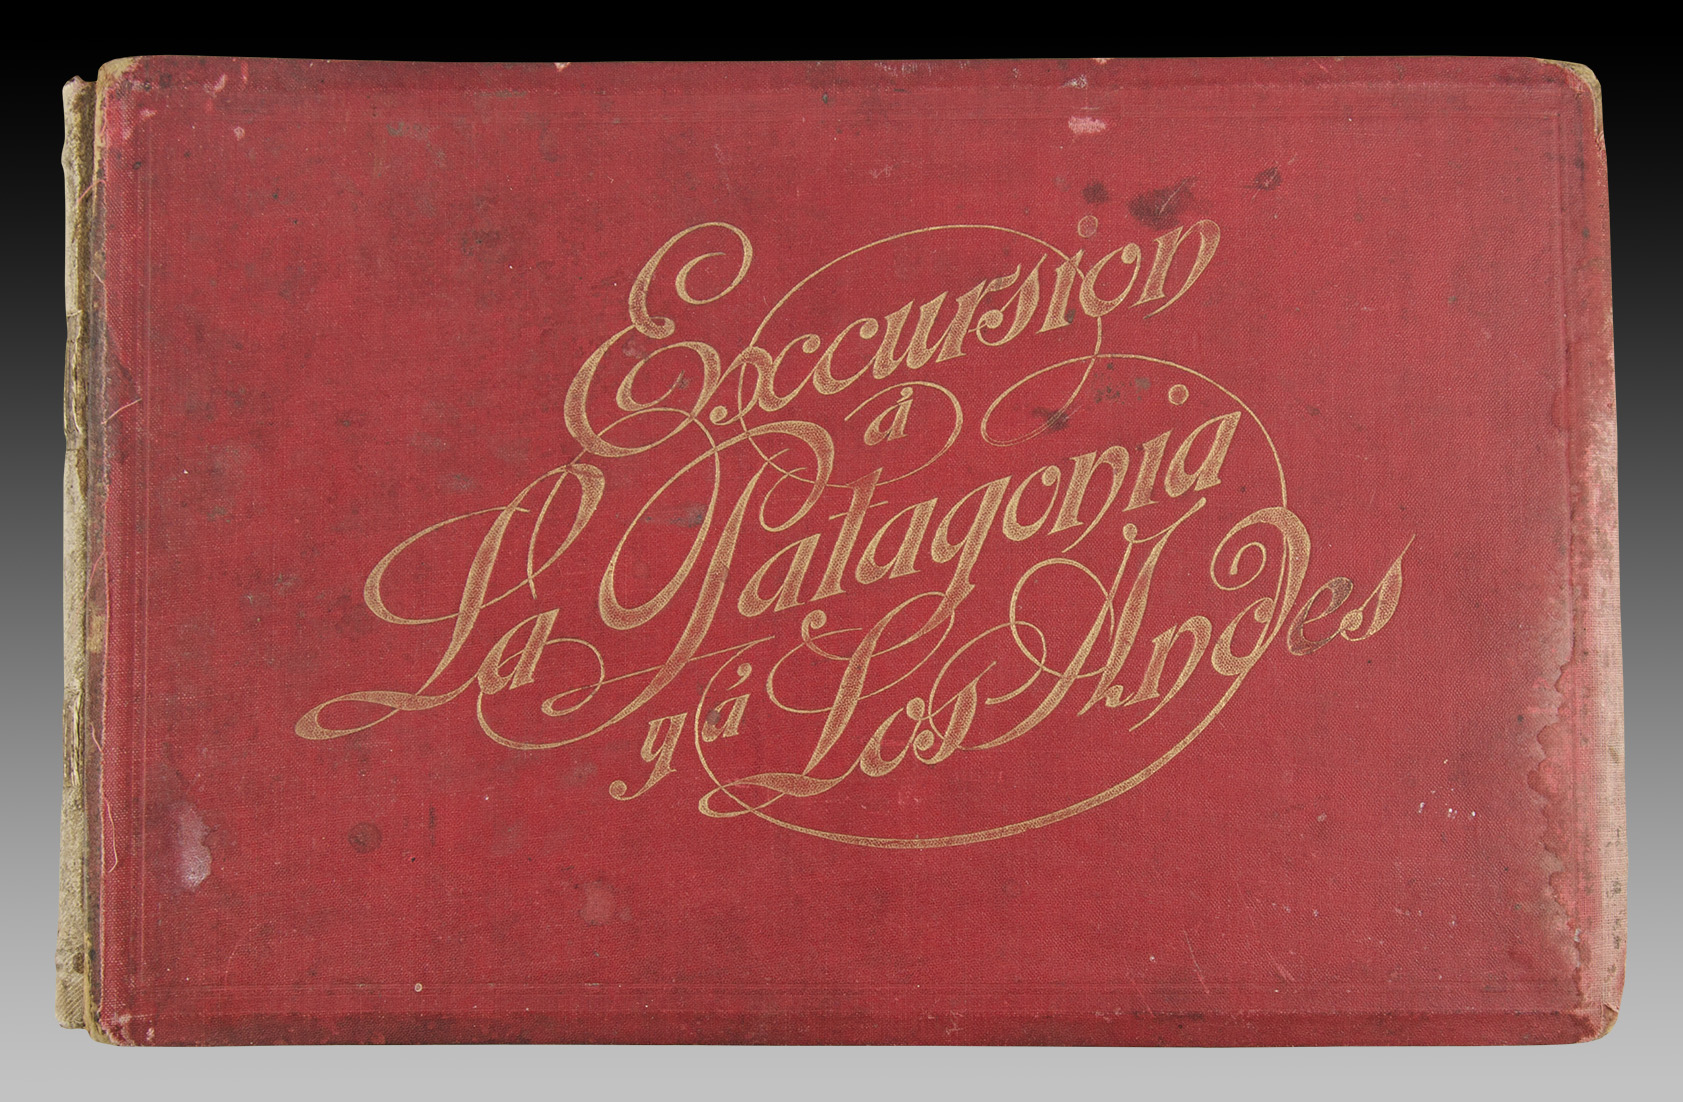 Excursion
á
La Patagonia
y á Los Andes